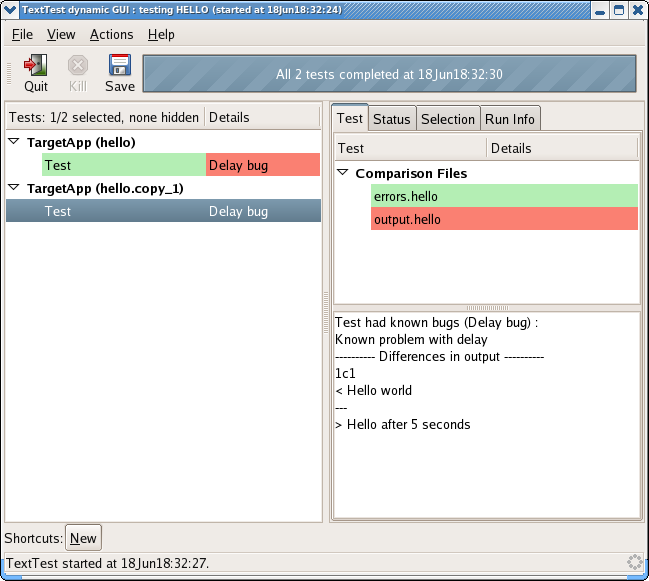 TextTest dynamic GUI : testing HELLO (started at 18Jun18:32:24)
File View Actions Help
Quit Kill Save
All 2 tests completed at 18Jun18:32:30
Tests: 1/2 selected, none hidden Details
TargetApp (hello)
Test Delay bug
TargetApp (hello.copy_1)
Test Delay bug
Test Status Selection Run Info
Test Details
Comparison Files
errors.hello
output.hello
Test had known bugs (Delay bug) :
Known problem with delay
---------- Differences in output ----------
1c1
< Hello world
---
> Hello after 5 seconds
Shortcuts: New
TextTest started at 18Jun18:32:27.